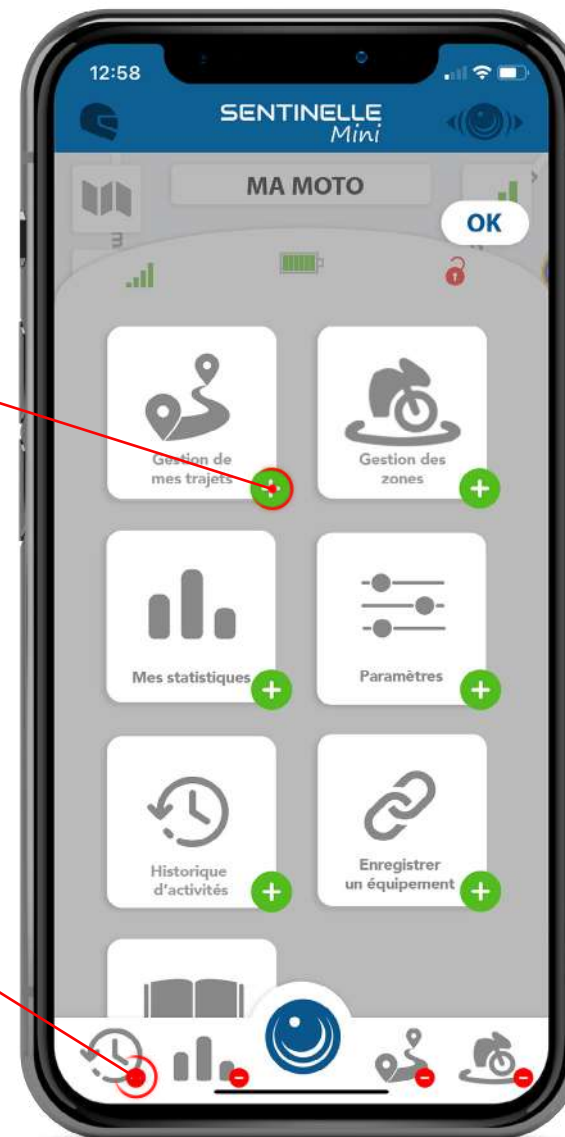 12:58
SENTINELLE
Mini
MA MOTO
OK
Gestion de
mes trajets
Gestion des
zones
Mes statistiques
Paramètres
Historique
d'activités
Enregistrer
un équipement